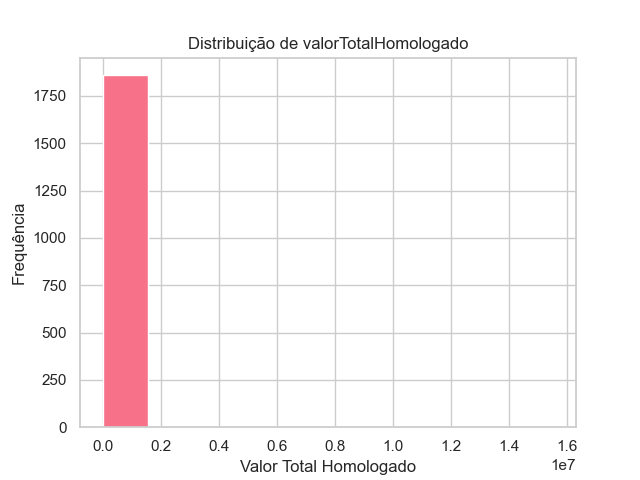 Distribuição de valorTotalHomologado
Frequência
1750
1500
1250
1000
750
500
250
0
0.0 0.2 0.4 0.6 0.8 1.0 1.2 1.4 1.6
1e7
Valor Total Homologado